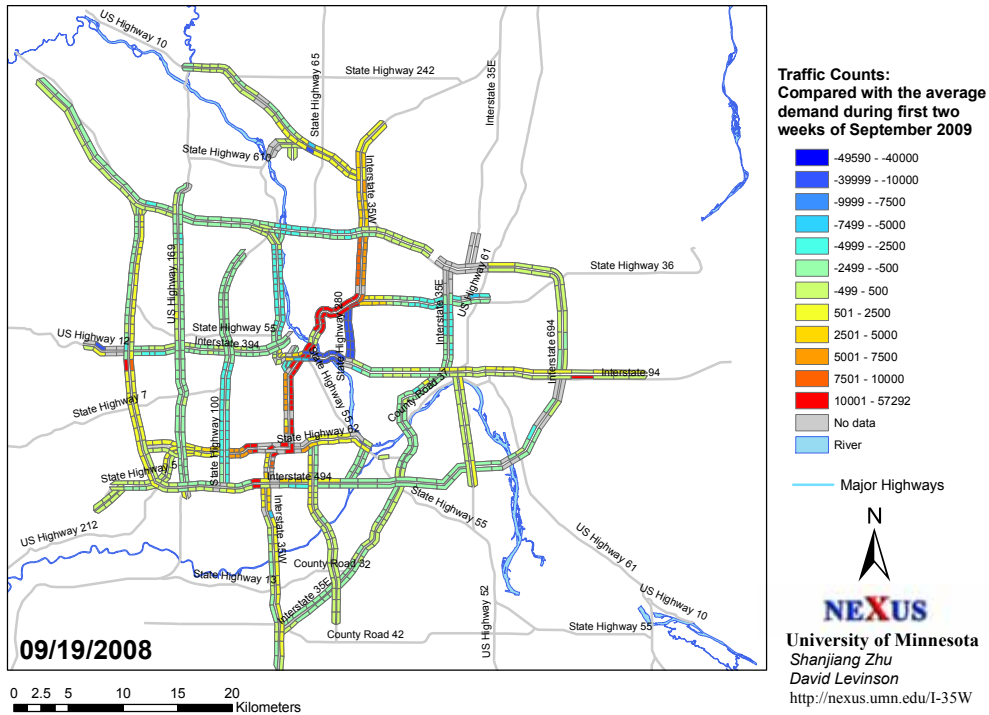 US Highway 10
State Highway 65
State Highway 242
Interstate 35E
State Highway 610
Interstate 35W
US Highway 169
US Highway 61
State Highway 36
Interstate 35E
State Highway 280
Interstate 694
US Highway 12
State Highway 55
Interstate 394
State Highway 55
Interstate 94
County Road 37
State Highway 7
State Highway 100
State Highway 62
State Highway 5
Interstate 494
State Highway 55
Interstate 35W
US Highway 212
US Highway 61
County Road 32
State Highway 13
Interstate 35E
US Highway 52
US Highway 10
State Highway 55
County Road 42
09/19/2008
0 2.5 5 10 15 20
Kilometers
Traffic Counts:
Compared with the average
demand during first two
weeks of September 2009
-49590 - -40000
-39999 - -10000
-9999 - -7500
-7499 - -5000
-4999 - -2500
-2499 - -500
-499 - 500
501 - 2500
2501 - 5000
5001 - 7500
7501 - 10000
10001 - 57292
No data
River
Major Highways
N
NEXUS
University of Minnesota
Shanjiang Zhu
David Levinson
http://nexus.umn.edu/I-35W